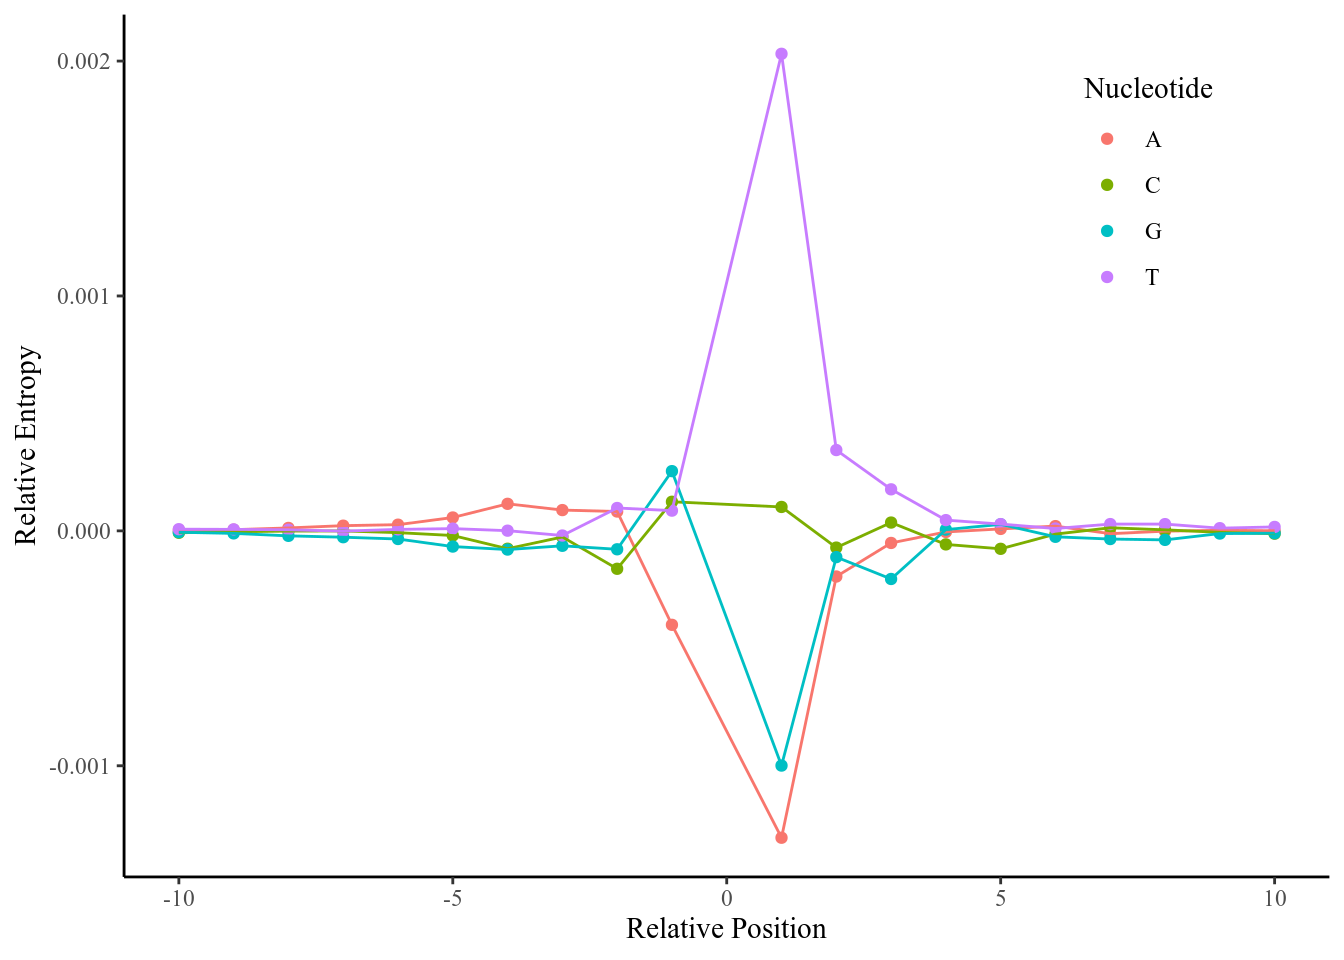 0.002
0.001
0.000
-0.001
Relative Entropy
Nucleotide
A
C
G
T
-10 -5 0 5 10
Relative Position